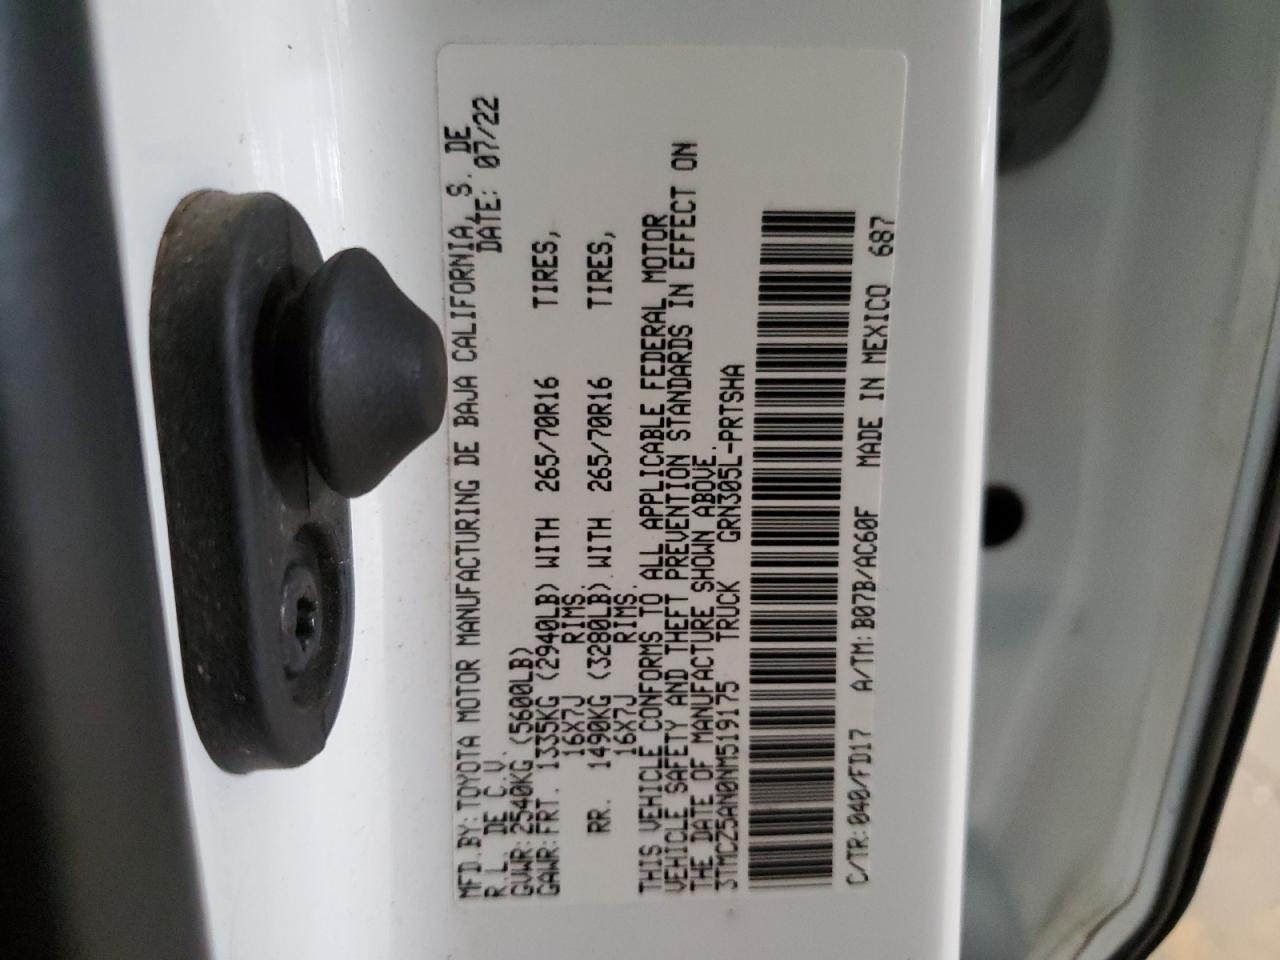 MFD.BY: TOYOTA MOTOR MANUFACTURING DE BAJA CALIFORNIA, S. DE
R.L. DE C.V. DATE: 07/22
GVWR: 2540KG (5600LB)
GAWR: FRT. 1335KG (2940LB) WITH 265/70R16 TIRES,
16X7J RIMS.
RR. 1490KG (3280LB) WITH 265/70R16 TIRES,
16X7J RIMS.
THIS VEHICLE CONFORMS TO ALL APPLICABLE FEDERAL MOTOR
VEHICLE SAFETY AND THEFT PREVENTION STANDARDS IN EFFECT ON
THE DATE OF MANUFACTURE SHOWN ABOVE.
3TMCZ5AN0NM519175 TRUCK GRN305L-PRTSHA
C/TR: 040/FD17 A/TM: B07B/AC60F MADE IN MEXICO 687